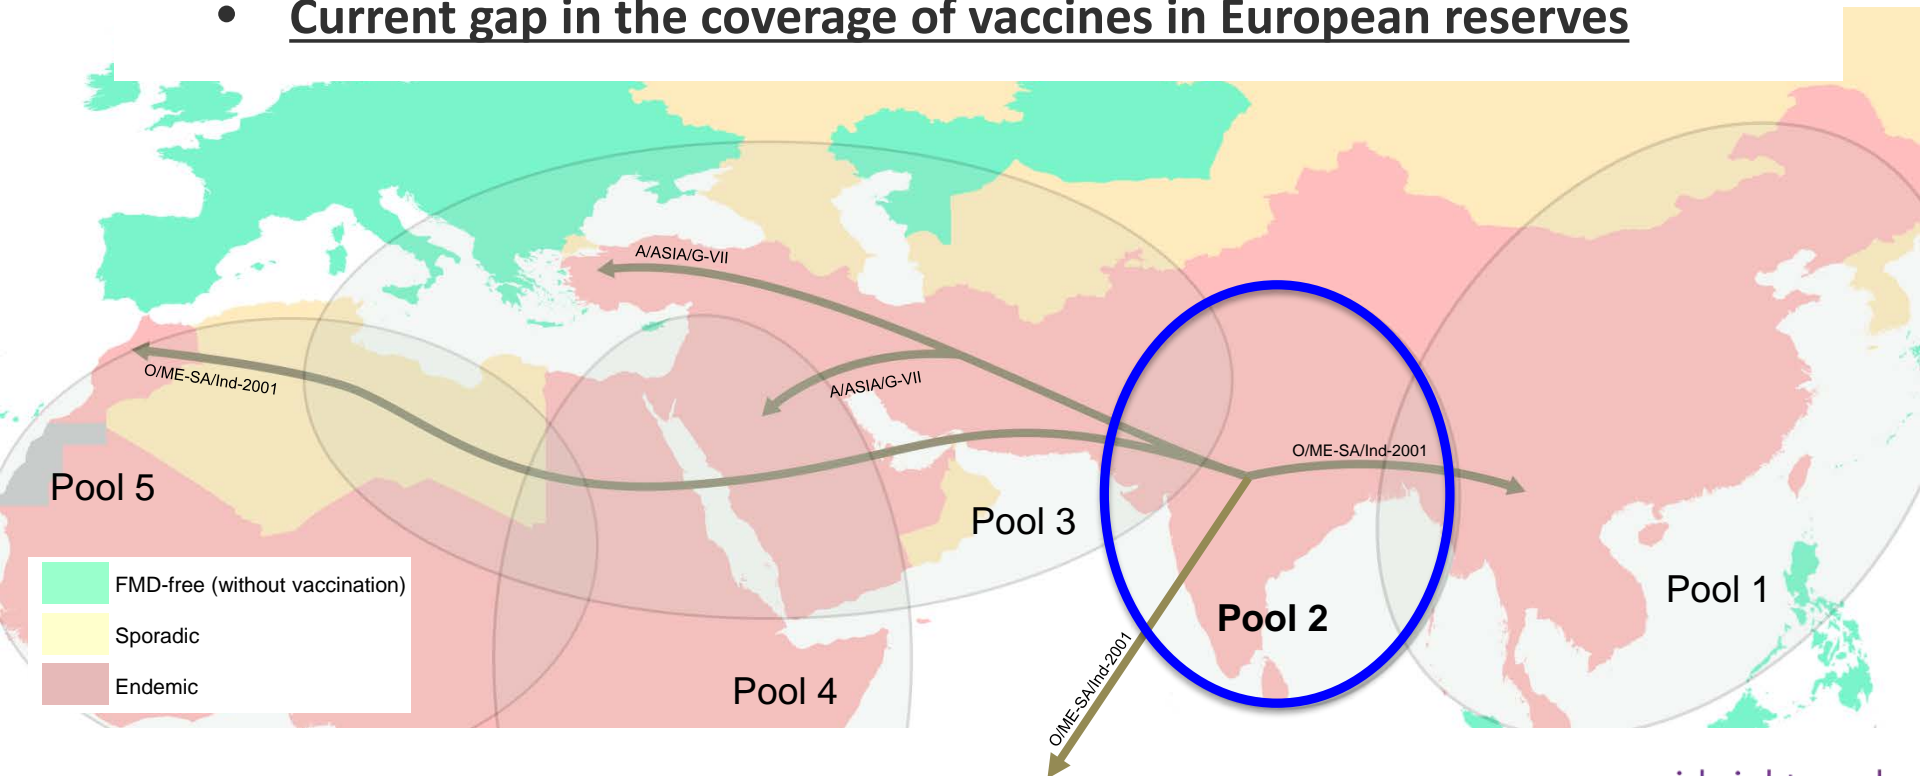 • Current gap in the coverage of vaccines in European reserves
A/ASIA/G-VII
O/ME-SA/Ind-2001
A/ASIA/G-VII
O/ME-SA/Ind-2001
Pool 5
Pool 3
Pool 1
Pool 2
Pool 4
O/ME-SA/Ind-2001
FMD-free (without vaccination)
Sporadic
Endemic